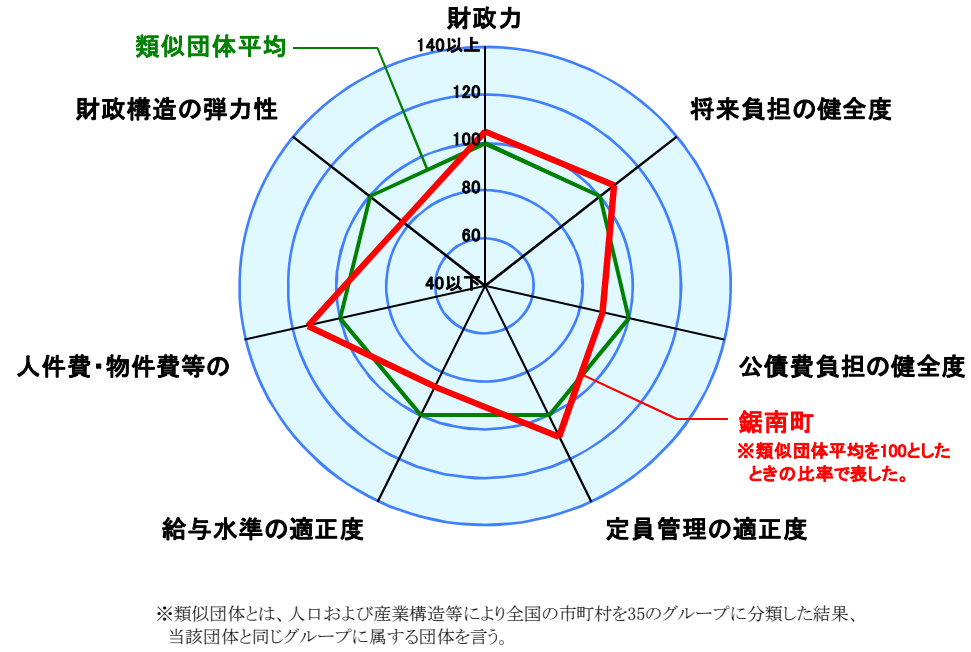 財政力
140以上
類似団体平均
120
財政構造の弾力性
将来負担の健全度
100
80
60
40以下
人件費・物件費等の
公債費負担の健全度
鋸南町
※類似団体平均を100とした
ときの比率で表した。
給与水準の適正度
定員管理の適正度
※類似団体とは、人口および産業構造等により全国の市町村を35のグループに分類した結果、
当該団体と同じグループに属する団体を言う。